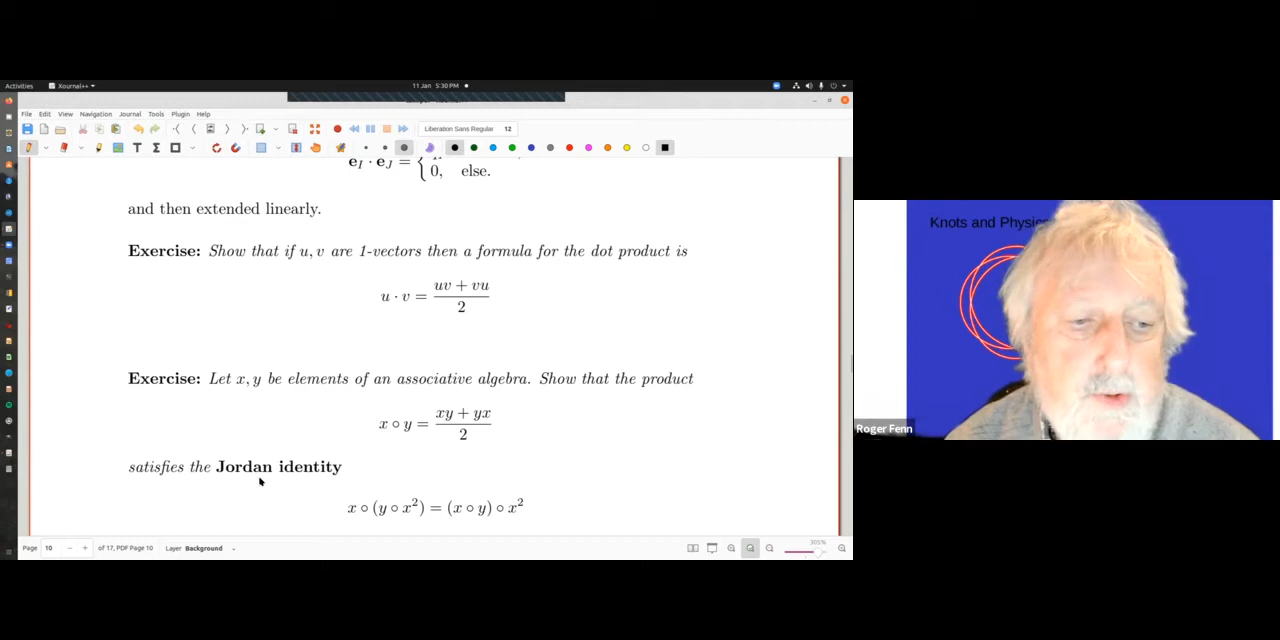 Activities
Xournal++
11 Jan 5:30 PM
File Edit View Navigation Journal Tools Plugin Help
Liberation Sans Regular 12
e_I · e_J = {
0, else.
and then extended linearly.
Exercise: Show that if u, v are 1-vectors then a formula for the dot product is
u · v = (uv + vu)/2
Exercise: Let x, y be elements of an associative algebra. Show that the product
x ∘ y = (xy + yx)/2
satisfies the Jordan identity
x ∘ (y ∘ x²) = (x ∘ y) ∘ x²
Page 10 of 17, PDF Page 10 Layer Background
305%
Knots and Physics
Roger Fenn